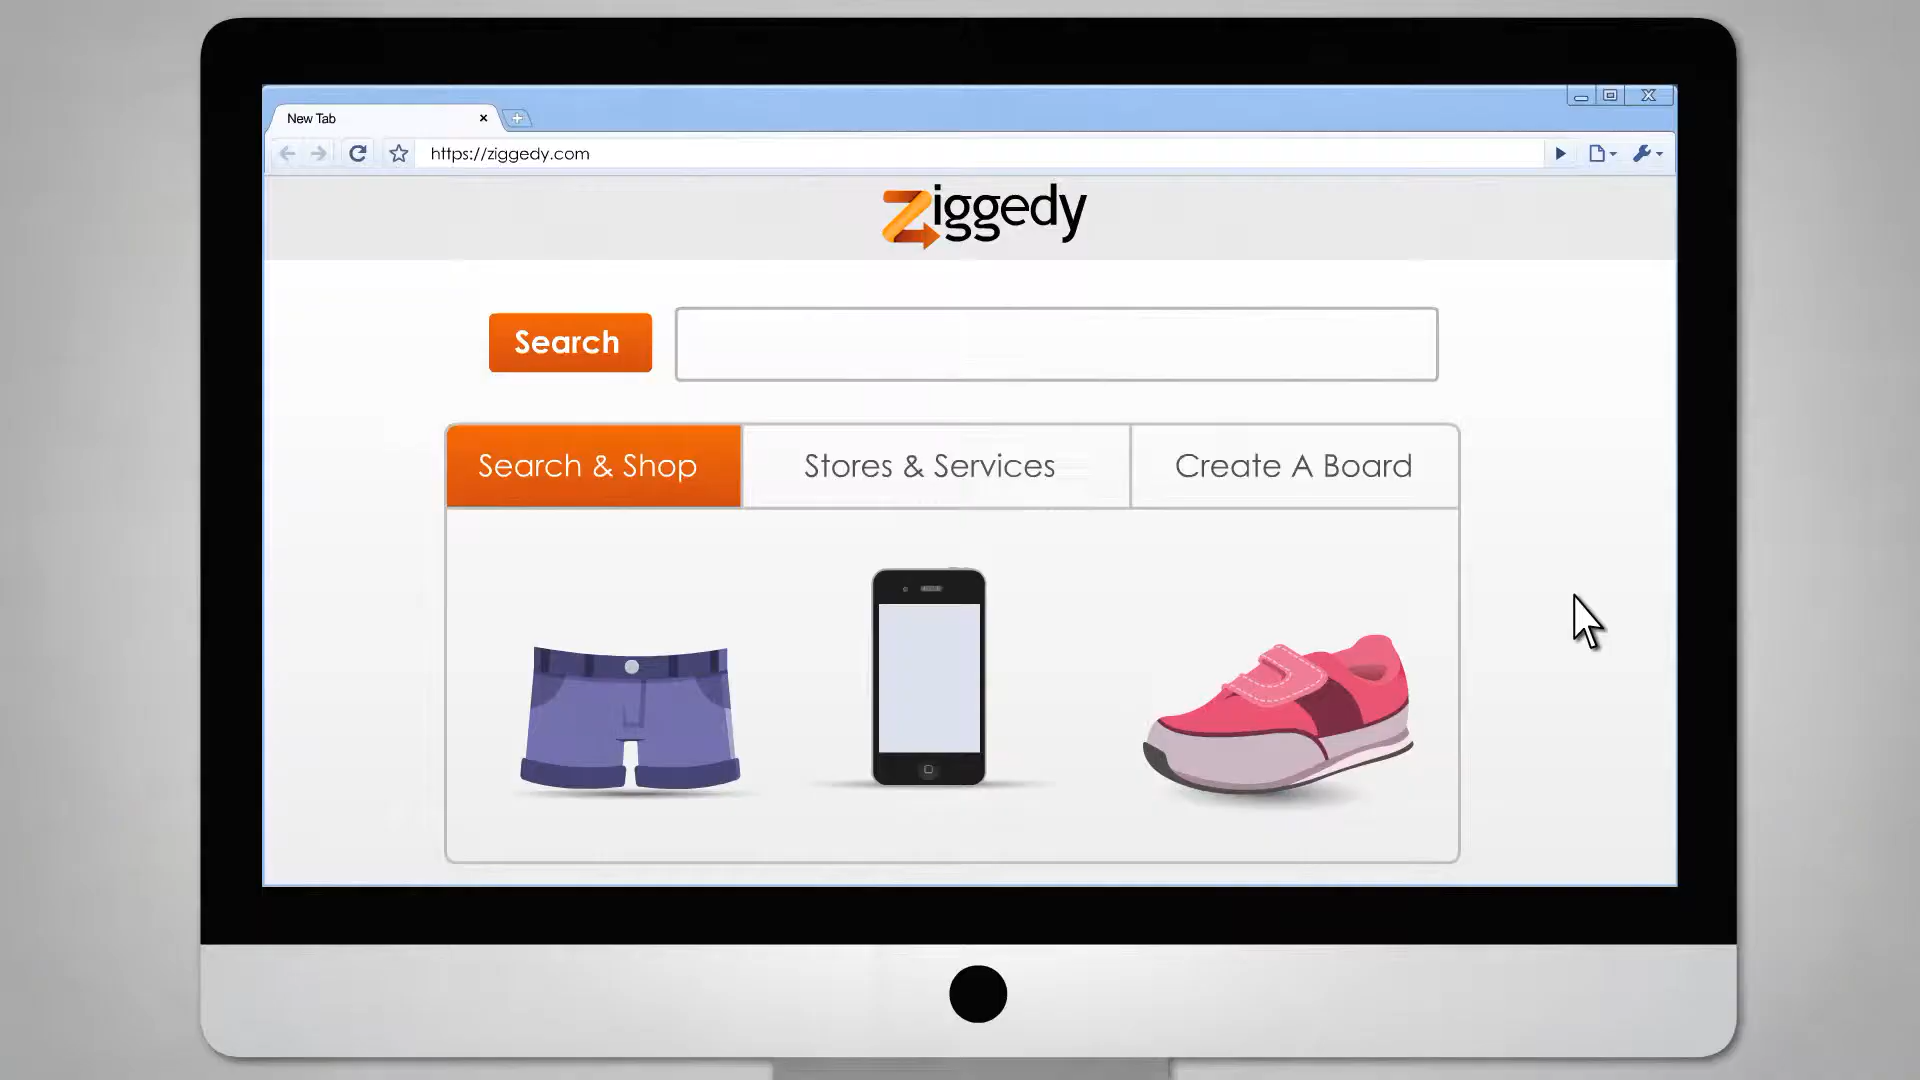 New Tab
https://ziggedy.com
Ziggedy
Search
Search & Shop
Stores & Services
Create A Board